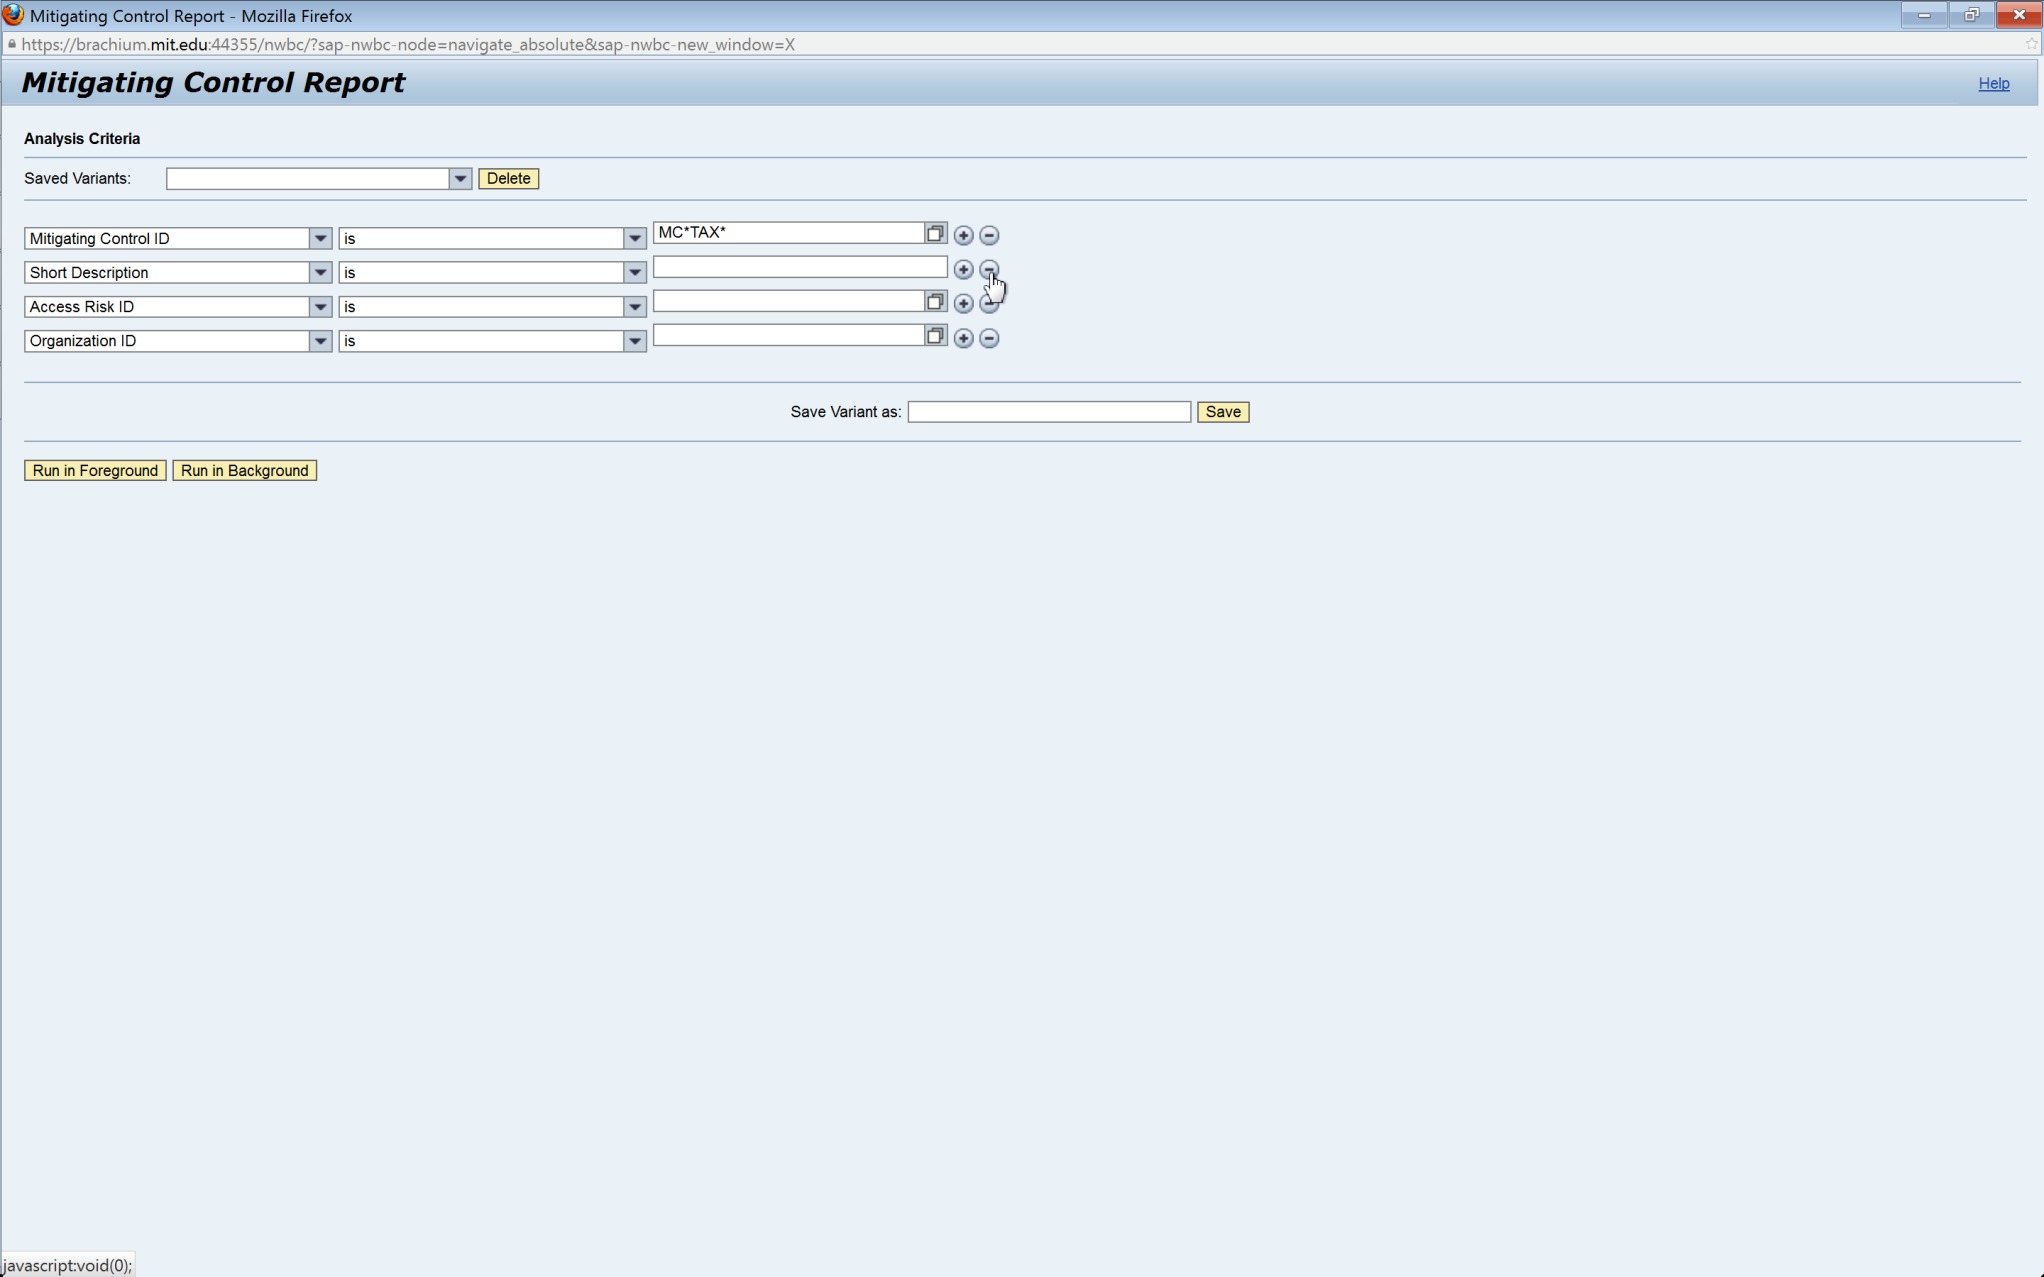 Mitigating Control Report - Mozilla Firefox
https://brachium.mit.edu:44355/nwbc/?sap-nwbc-node=navigate_absolute&sap-nwbc-new_window=X
Mitigating Control Report Help
Analysis Criteria
Saved Variants: Delete
Mitigating Control ID is MC*TAX*
Short Description is
Access Risk ID is
Organization ID is
Save Variant as: Save
Run in Foreground Run in Background
javascript:void(0);